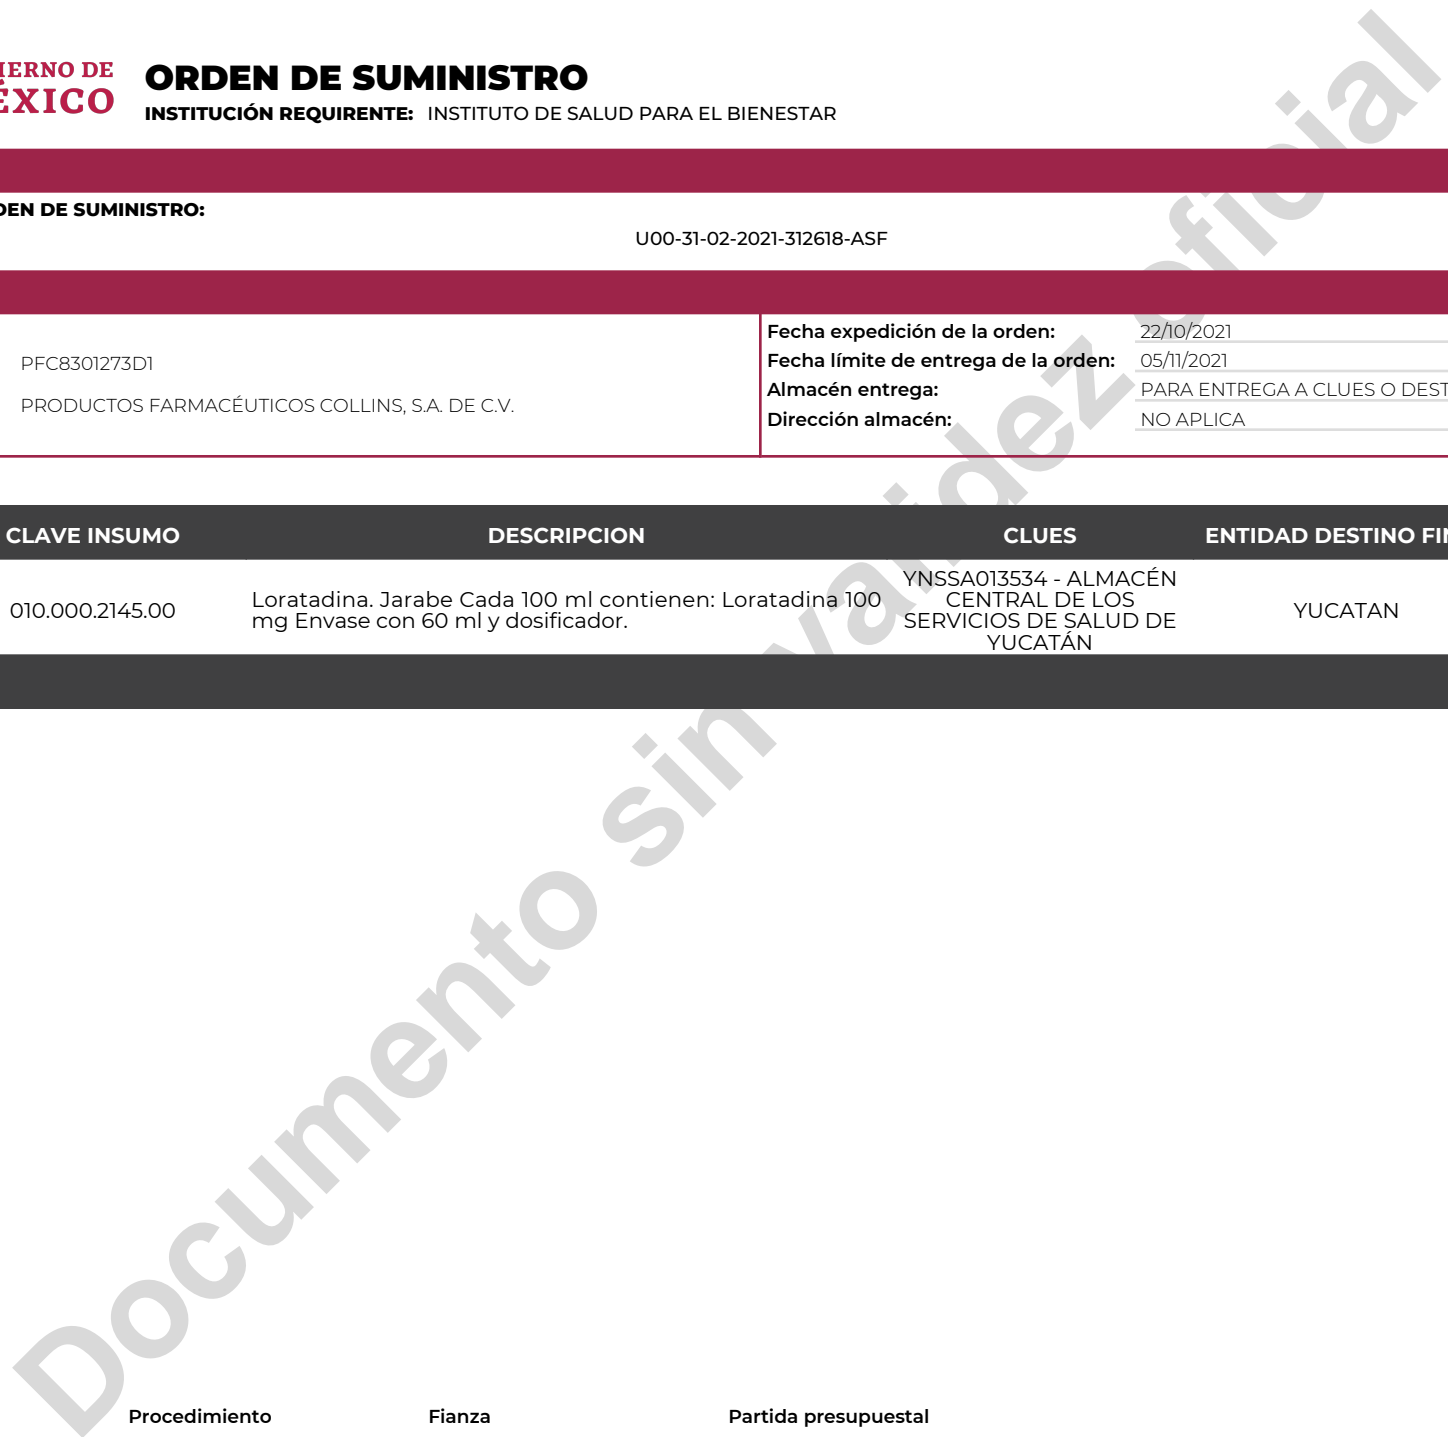 IERNO DE
ÉXICO
ORDEN DE SUMINISTRO
INSTITUCIÓN REQUIRENTE: INSTITUTO DE SALUD PARA EL BIENESTAR
DEN DE SUMINISTRO:
U00-31-02-2021-312618-ASF
PFC8301273D1
PRODUCTOS FARMACÉUTICOS COLLINS, S.A. DE C.V.
Fecha expedición de la orden: 22/10/2021
Fecha límite de entrega de la orden: 05/11/2021
Almacén entrega: PARA ENTREGA A CLUES O DEST
Dirección almacén: NO APLICA
CLAVE INSUMO DESCRIPCION CLUES ENTIDAD DESTINO FIN
010.000.2145.00
Loratadina. Jarabe Cada 100 ml contienen: Loratadina 100
mg Envase con 60 ml y dosificador.
YNSSA013534 - ALMACÉN
CENTRAL DE LOS
SERVICIOS DE SALUD DE
YUCATÁN
YUCATAN
Documento sin validez oficial
Procedimiento Fianza Partida presupuestal